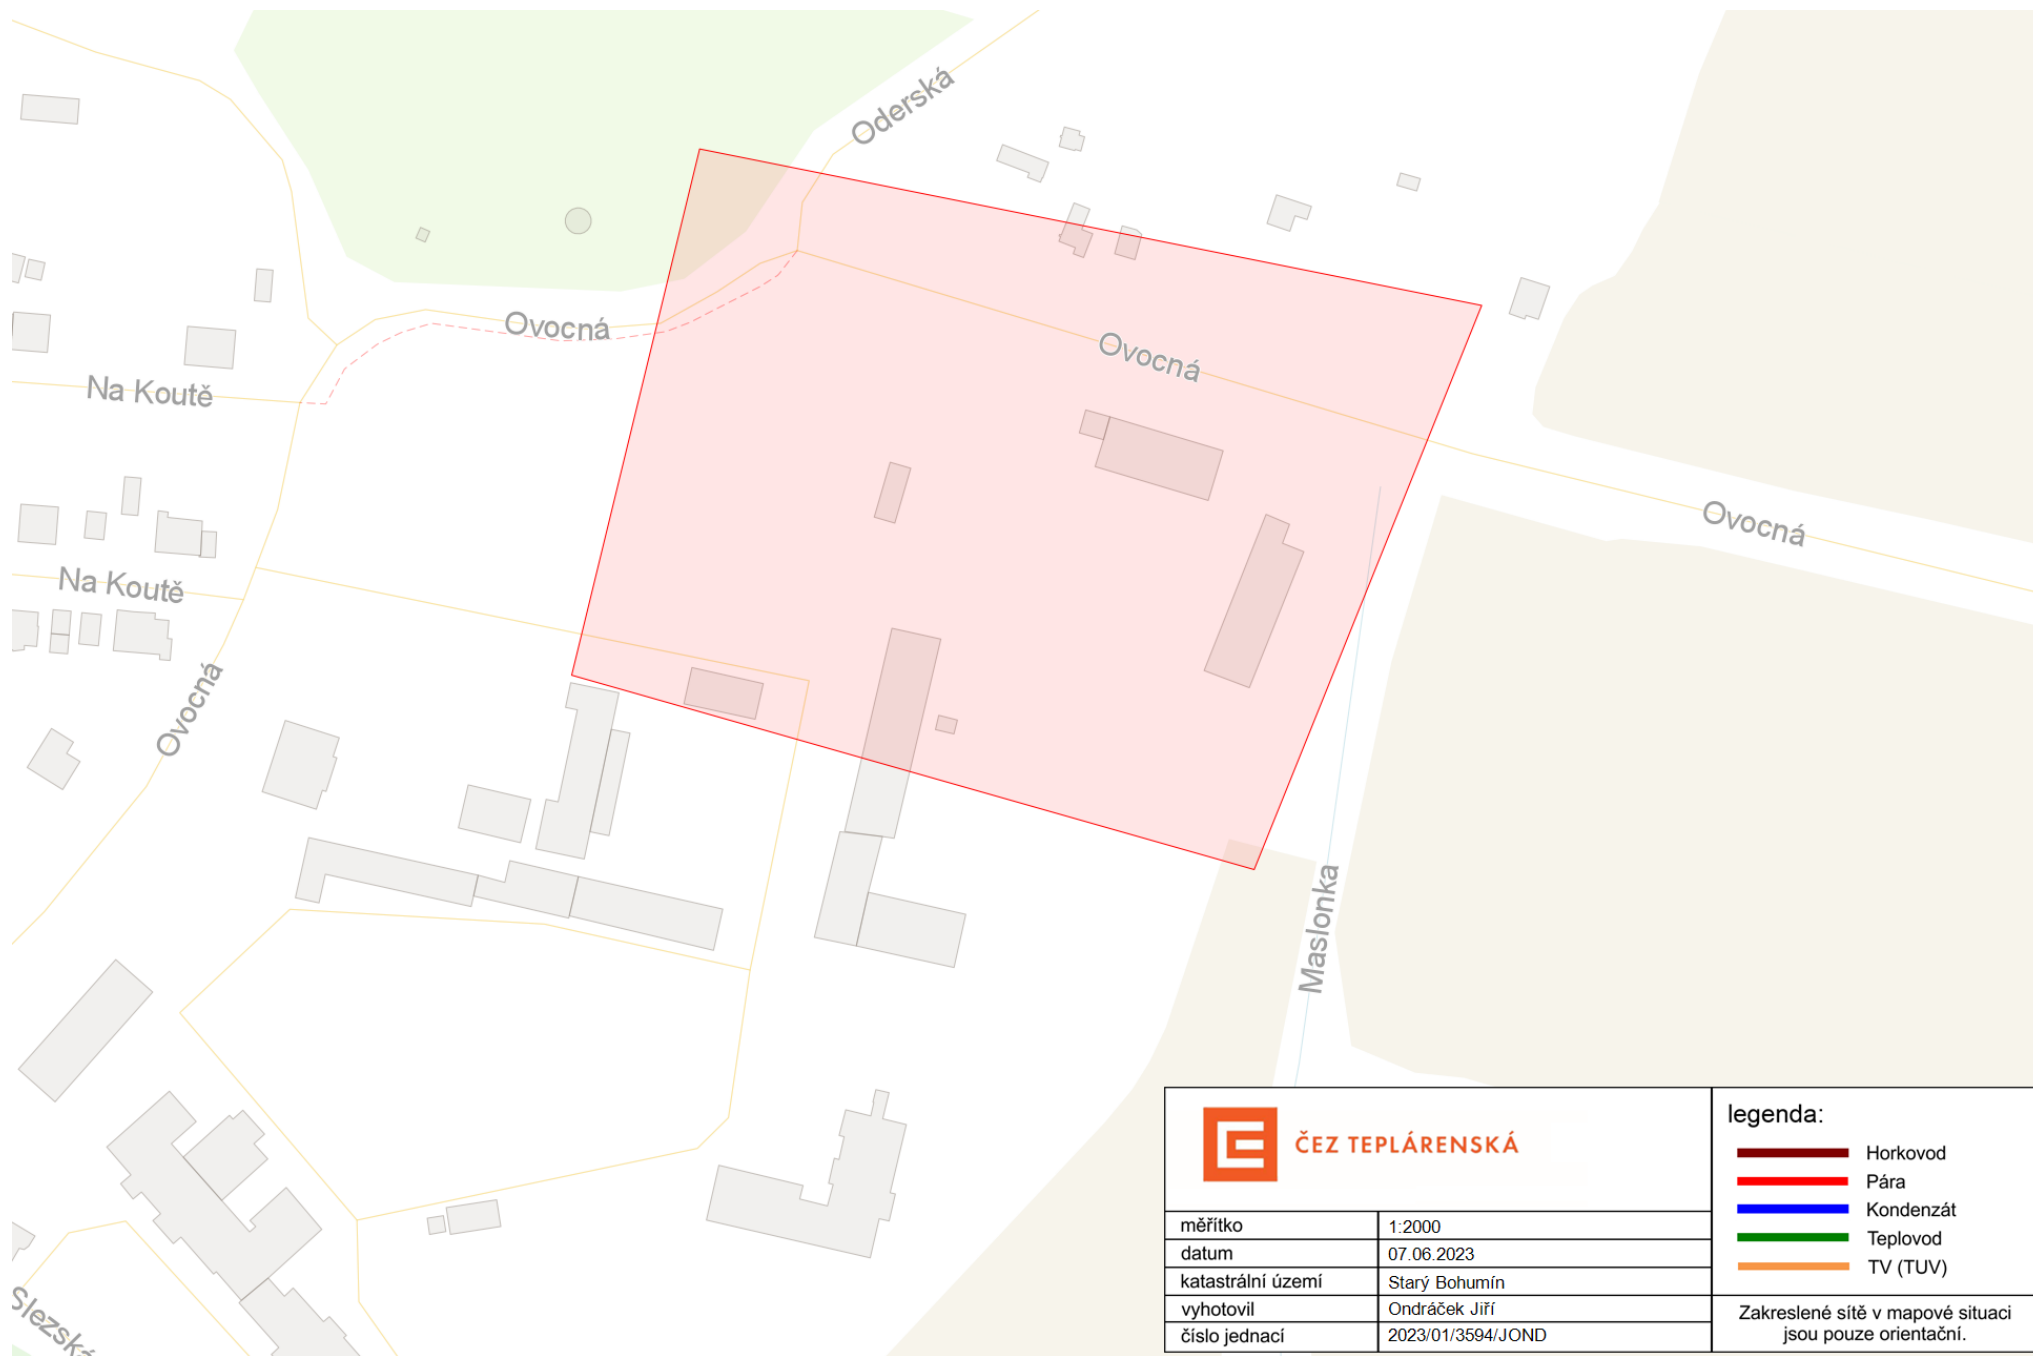 Oderská
Ovocná
Ovocná
Na Koutě
Ovocná
Na Koutě
Ovocná
Maslonka
Slezská
ČEZ TEPLÁRENSKÁ
měřítko 1:2000
datum 07.06.2023
katastrální území Starý Bohumín
vyhotovil Ondráček Jiří
číslo jednací 2023/01/3594/JOND
legenda:
Horkovod
Pára
Kondenzát
Teplovod
TV (TUV)
Zakreslené sítě v mapové situaci
jsou pouze orientační.